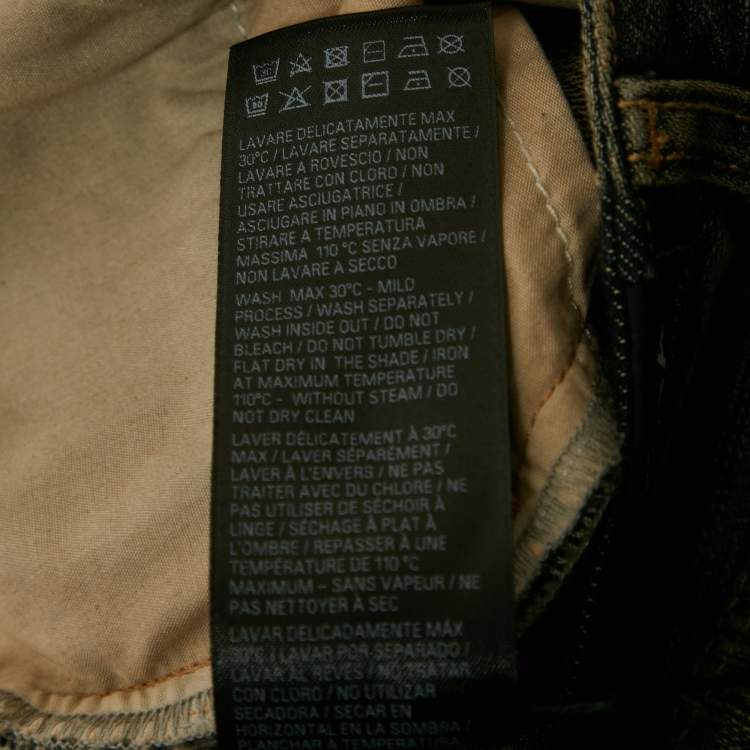 LAVARE DELICATAMENTE MAX
30°C / LAVARE SEPARATAMENTE /
LAVARE A ROVESCIO / NON
TRATTARE CON CLORO / NON
USARE ASCIUGATRICE /
ASCIUGARE IN PIANO IN OMBRA /
STIRARE A TEMPERATURA
MASSIMA 110 °C SENZA VAPORE /
NON LAVARE A SECCO
WASH MAX 30°C - MILD
PROCESS / WASH SEPARATELY /
WASH INSIDE OUT / DO NOT
BLEACH / DO NOT TUMBLE DRY /
FLAT DRY IN THE SHADE / IRON
AT MAXIMUM TEMPERATURE
110°C - WITHOUT STEAM / DO
NOT DRY CLEAN
LAVER DÉLICATEMENT À 30°C
MAX / LAVER SÉPARÉMENT /
LAVER À L'ENVERS / NE PAS
TRAITER AVEC DU CHLORE / NE
PAS UTILISER DE SÉCHOIR À
LINGE / SÉCHAGE À PLAT À
L'OMBRE / REPASSER À UNE
TEMPÉRATURE DE 110 °C
MAXIMUM – SANS VAPEUR / NE
PAS NETTOYER À SEC
LAVAR DELICADAMENTE MÁX
30°C / LAVAR POR SEPARADO /
LAVAR AL REVÉS / NO TRATAR
CON CLORO / NO UTILIZAR
SECADORA / SECAR EN
HORIZONTAL EN LA SOMBRA /
PLANCHAR A TEMPERATURA